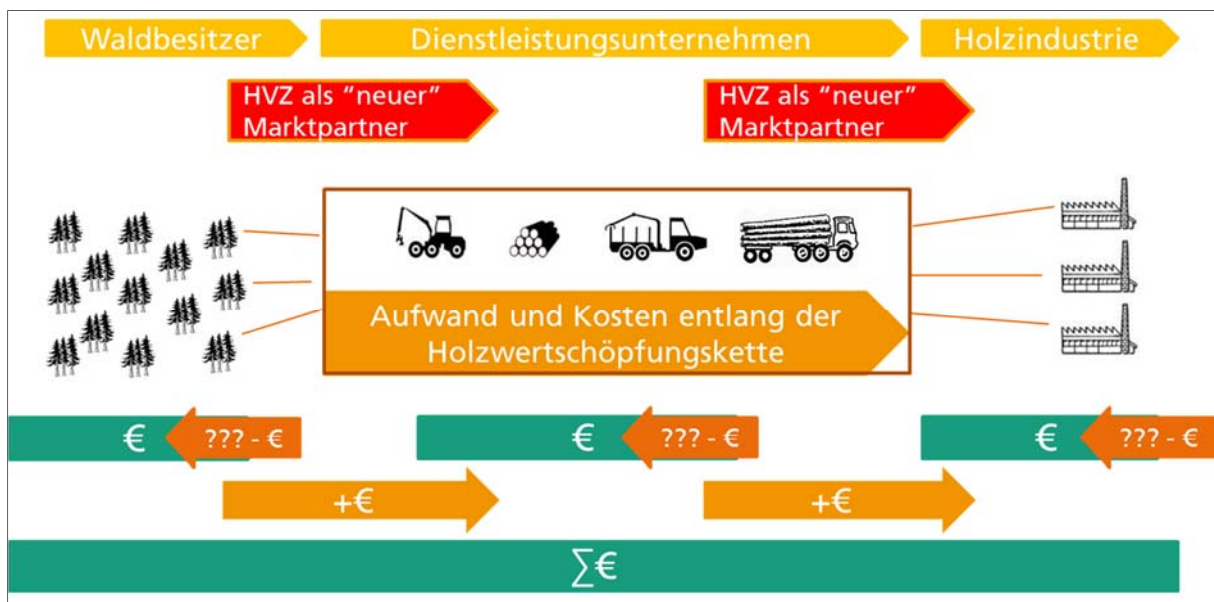 Waldbesitzer
Dienstleistungsunternehmen
Holzindustrie
HVZ als "neuer"
Marktpartner
HVZ als "neuer"
Marktpartner
Aufwand und Kosten entlang der
Holzwertschöpfungskette
€
??? - €
€
??? - €
€
??? - €
+€
+€
∑€